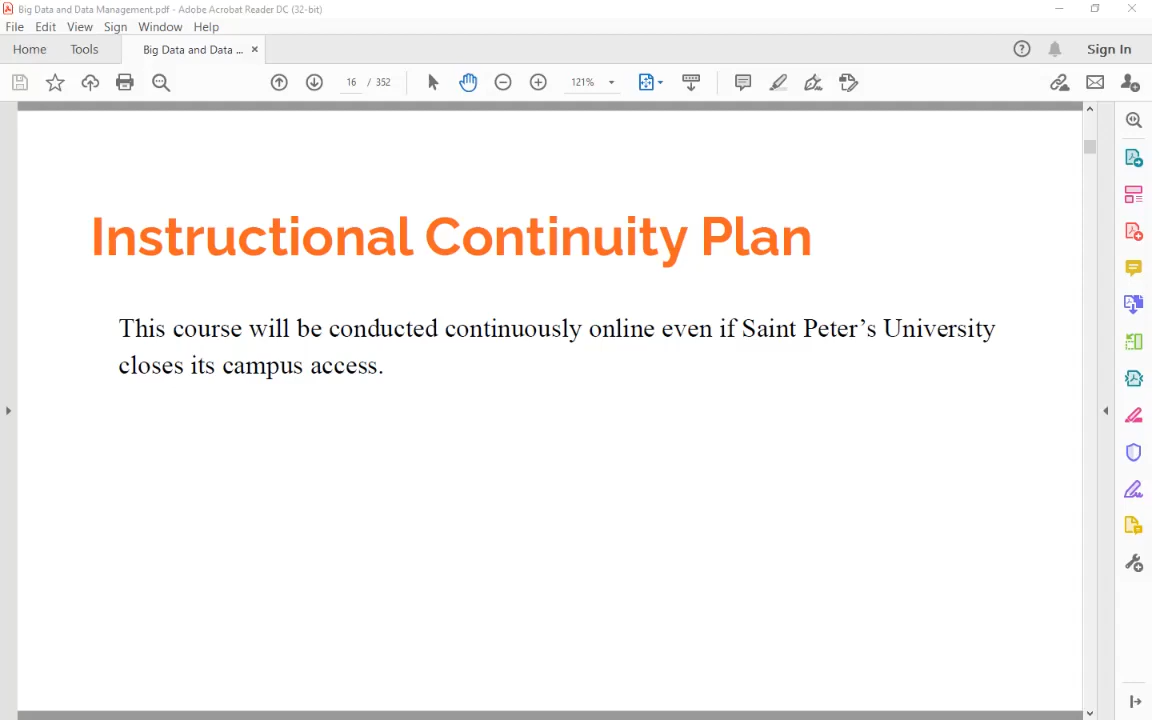 Big Data and Data Management.pdf - Adobe Acrobat Reader DC (32-bit)
File Edit View Sign Window Help
Home Tools Big Data and Data ... × Sign In
16 / 352 121%
Instructional Continuity Plan
This course will be conducted continuously online even if Saint Peter’s University
closes its campus access.